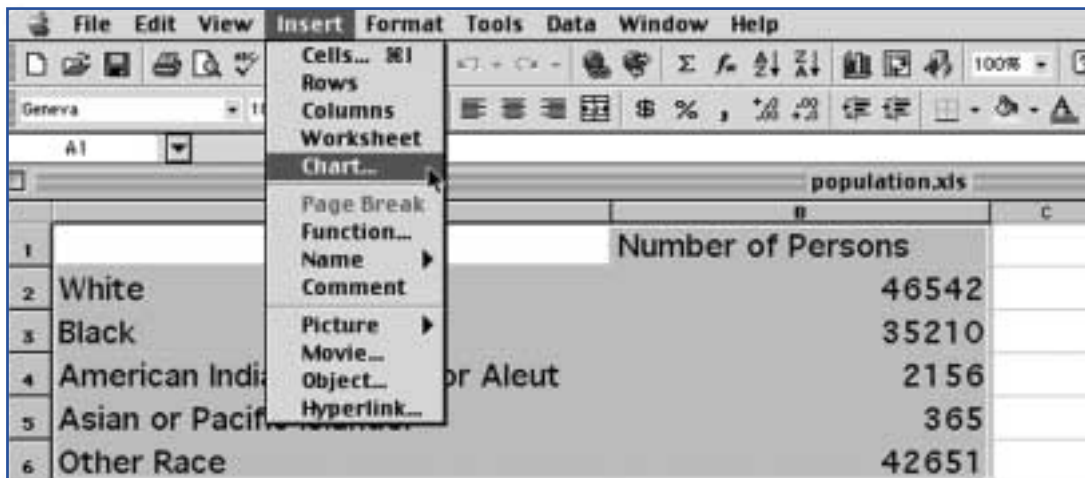 File Edit View Insert Format Tools Data Window Help
Cells... ⌘I
Rows
Columns
Worksheet
Chart...
Page Break
Function...
Name
Comment
Picture
Movie...
Object...
Hyperlink...
100%
Geneva
$ % ,
A1
population.xls
B C
1 Number of Persons
2 White 46542
3 Black 35210
4 American or Aleut 2156
5 Asian or 365
6 Other Race 42651